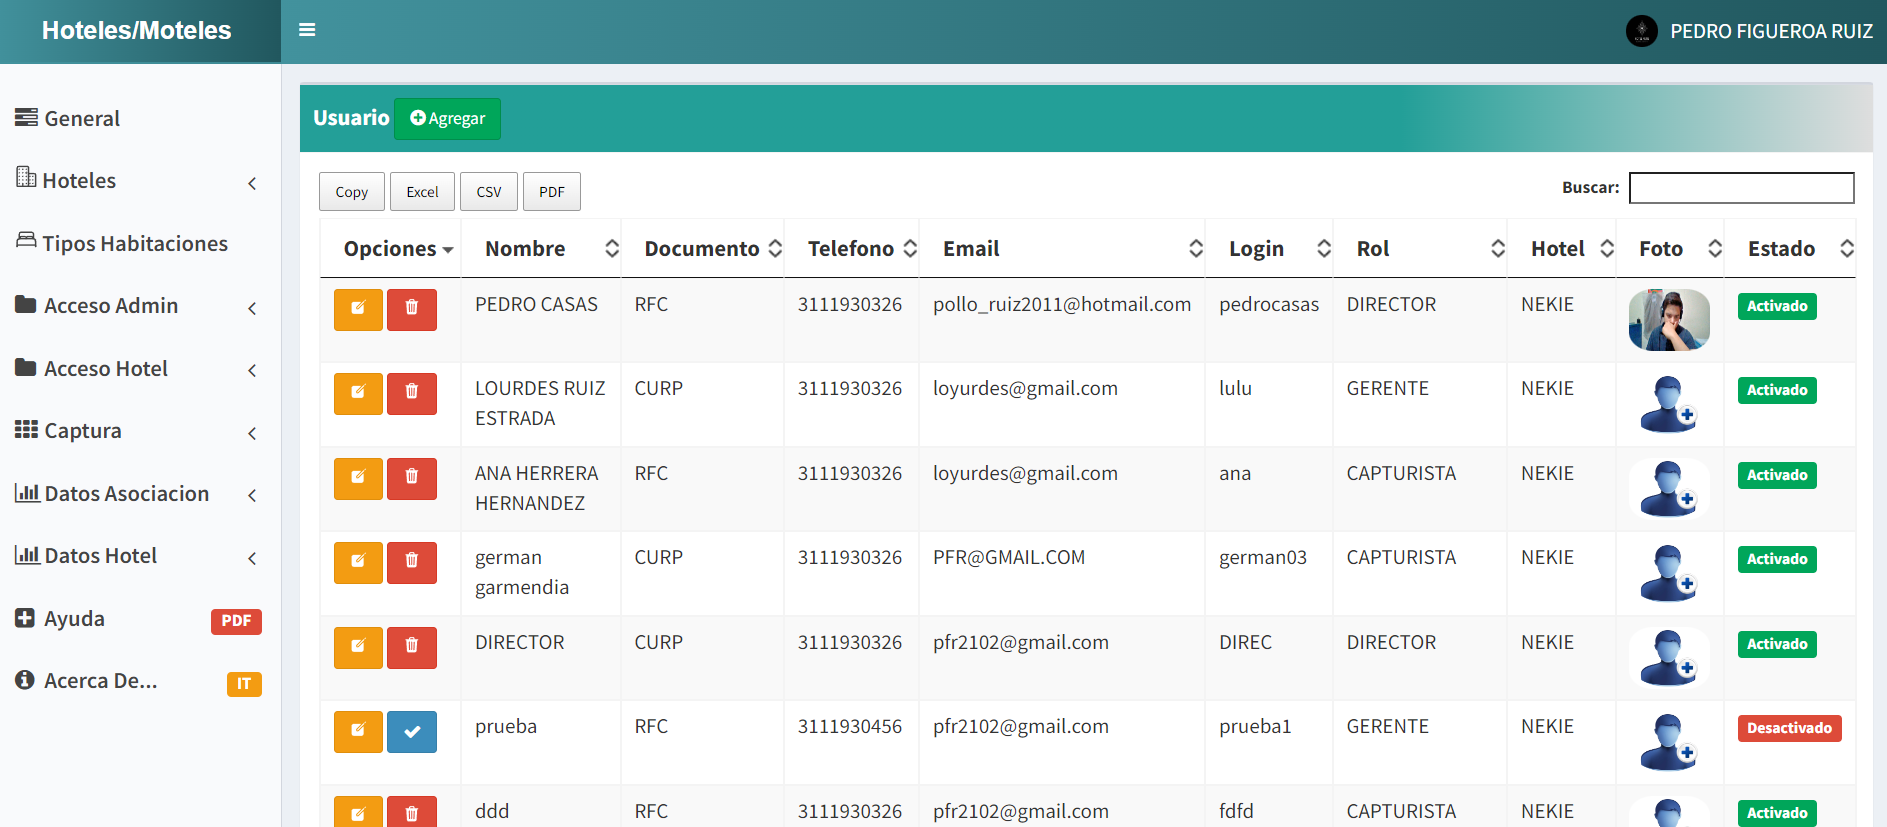 Hoteles/Moteles
PEDRO FIGUEROA RUIZ
General
Hoteles
Tipos Habitaciones
Acceso Admin
Acceso Hotel
Captura
Datos Asociacion
Datos Hotel
Ayuda PDF
Acerca De... IT
Usuario Agregar
Copy Excel CSV PDF Buscar:
Opciones Nombre Documento Telefono Email Login Rol Hotel Foto Estado
PEDRO CASAS RFC 3111930326 pollo_ruiz2011@hotmail.com pedrocasas DIRECTOR NEKIE Activado
LOURDES RUIZ CURP 3111930326 loyurdes@gmail.com lulu GERENTE NEKIE Activado
ESTRADA
ANA HERRERA RFC 3111930326 loyurdes@gmail.com ana CAPTURISTA NEKIE Activado
HERNANDEZ
german CURP 3111930326 PFR@GMAIL.COM german03 CAPTURISTA NEKIE Activado
garmendia
DIRECTOR CURP 3111930326 pfr2102@gmail.com DIREC DIRECTOR NEKIE Activado
prueba RFC 3111930456 pfr2102@gmail.com prueba1 GERENTE NEKIE Desactivado
ddd RFC 3111930326 pfr2102@gmail.com fdfd CAPTURISTA NEKIE Activado